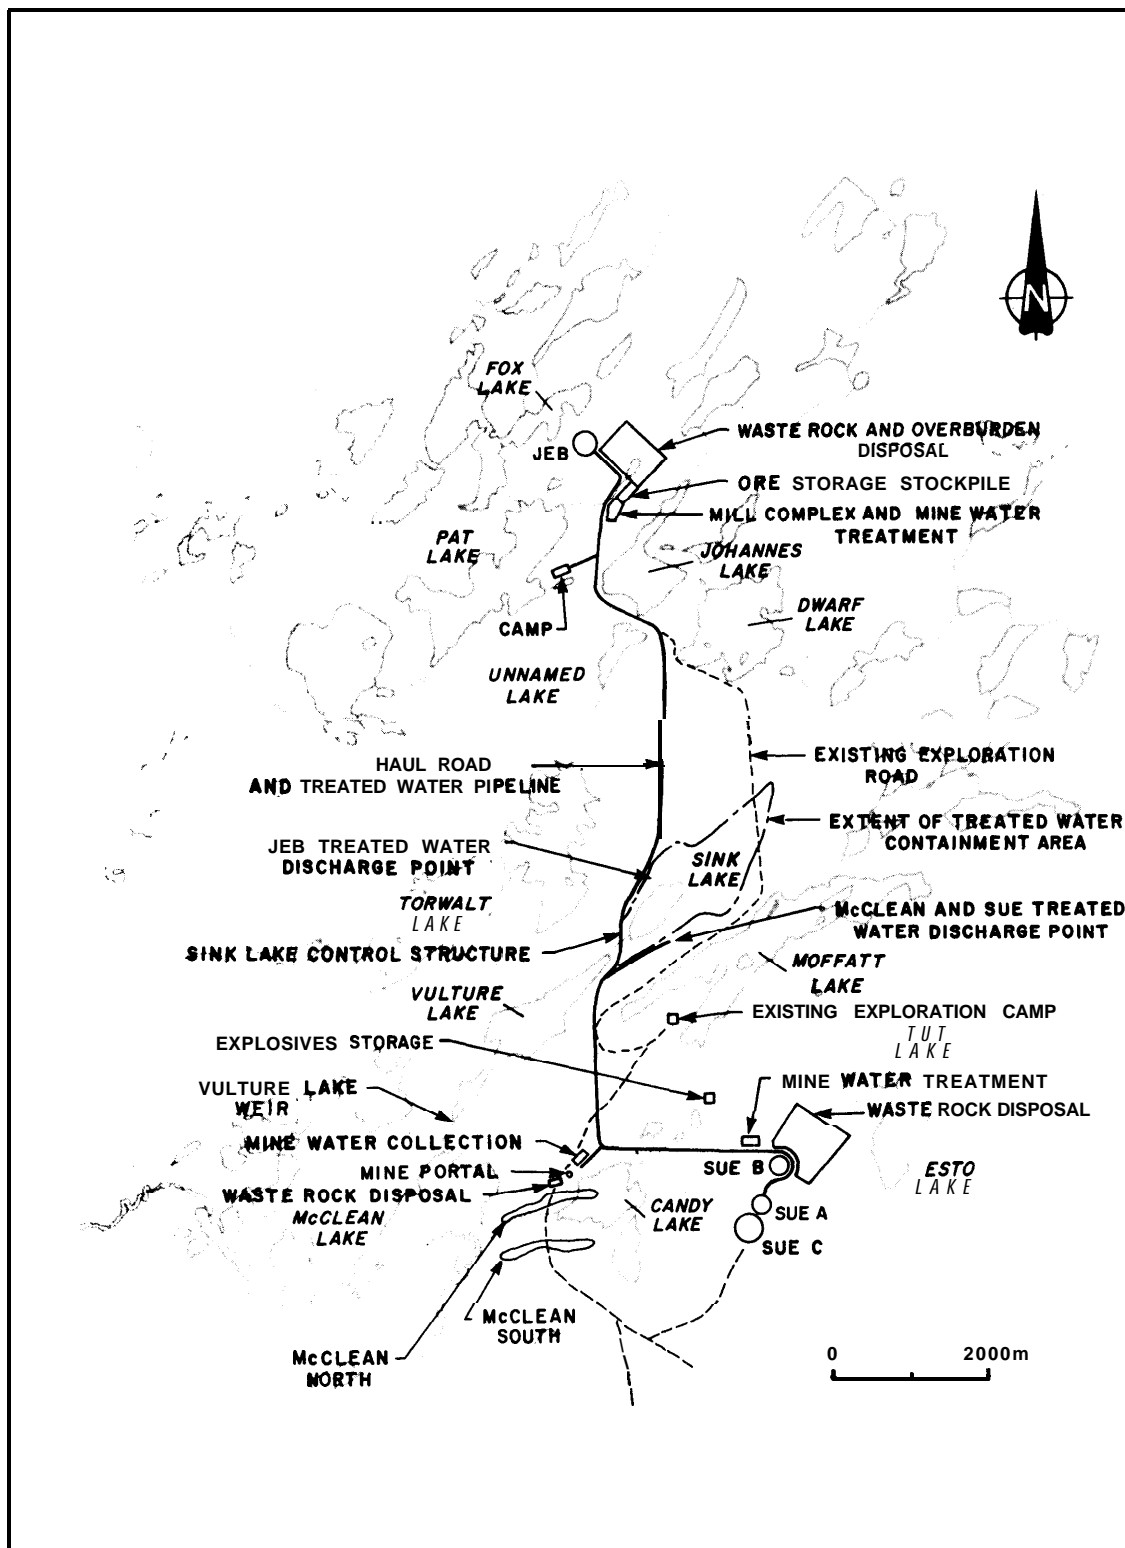 N
FOX
LAKE
JEB
WASTE ROCK AND OVERBURDEN
DISPOSAL
ORE STORAGE STOCKPILE
MILL COMPLEX AND MINE WATER
TREATMENT
PAT
LAKE
JOHANNES
LAKE
DWARF
LAKE
CAMP
UNNAMED
LAKE
HAUL ROAD
AND TREATED WATER PIPELINE
EXISTING EXPLORATION
ROAD
EXTENT OF TREATED WATER
CONTAINMENT AREA
JEB TREATED WATER
DISCHARGE POINT
SINK
LAKE
TORWALT
LAKE
McCLEAN AND SUE TREATED
WATER DISCHARGE POINT
SINK LAKE CONTROL STRUCTURE
MOFFATT
LAKE
VULTURE
LAKE
EXISTING EXPLORATION CAMP
TUT
LAKE
EXPLOSIVES STORAGE
VULTURE LAKE
WEIR
MINE WATER TREATMENT
WASTE ROCK DISPOSAL
MINE WATER COLLECTION
MINE PORTAL
WASTE ROCK DISPOSAL
McCLEAN
LAKE
SUE B
ESTO
LAKE
CANDY
LAKE
SUE A
SUE C
McCLEAN
SOUTH
McCLEAN
NORTH
0 2000m